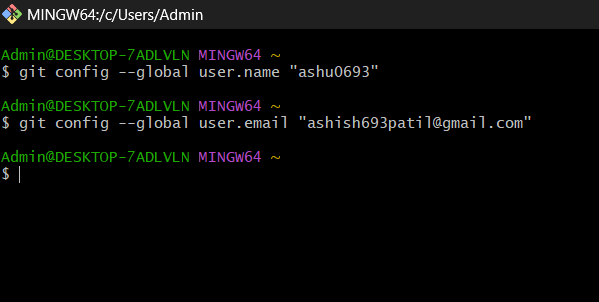 MINGW64:/c/Users/Admin
Admin@DESKTOP-7ADLVLN MINGW64 ~
$ git config --global user.name "ashu0693"
Admin@DESKTOP-7ADLVLN MINGW64 ~
$ git config --global user.email "ashish693patil@gmail.com"
Admin@DESKTOP-7ADLVLN MINGW64 ~
$